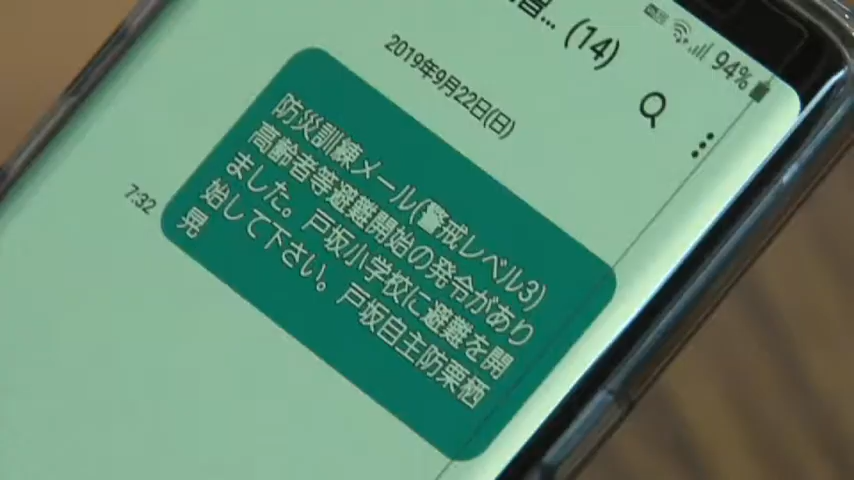 (14)
94%
2019年9月22日(日)
防災訓練メール(警戒レベル3)
高齢者等避難開始の発令があり
ました。戸坂小学校に避難を開
始して下さい。戸坂自主防栗栖
晃
7:32